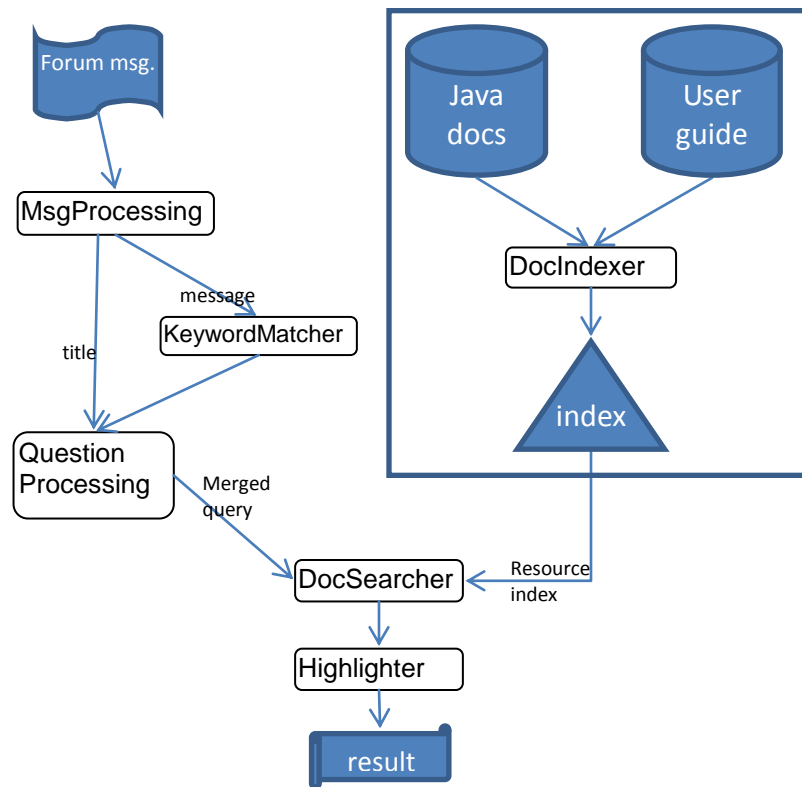 Forum msg.
Java
docs
User
guide
MsgProcessing
DocIndexer
message
KeywordMatcher
title
index
Question
Processing
Merged
query
DocSearcher
Resource
index
Highlighter
result